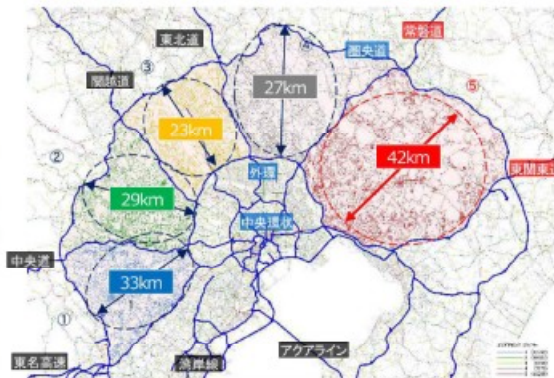 常磐道
東北道
④
圏央道
関越道
③
27km
⑤
23km
42km
②
外環
東関東道
29km
中央環状
中央道
33km
①
アクアライン
東名高速
湾岸線